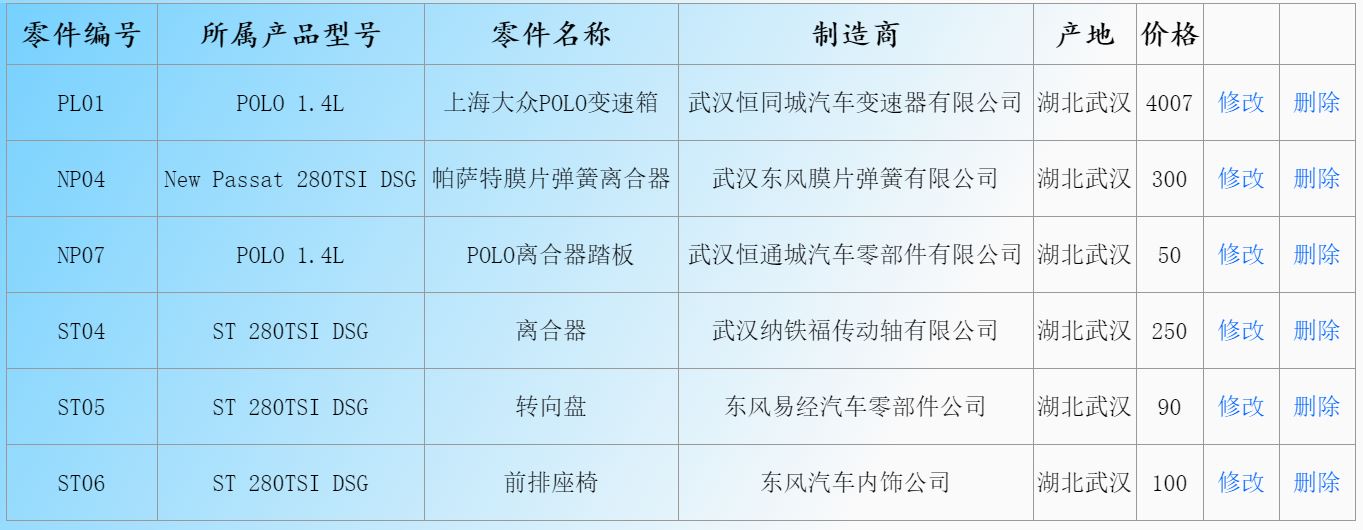 零件编号 所属产品型号 零件名称 制造商 产地 价格
PL01 POLO 1.4L 上海大众POLO变速箱 武汉恒同城汽车变速器有限公司 湖北武汉 4007 修改 删除
NP04 New Passat 280TSI DSG 帕萨特膜片弹簧离合器 武汉东风膜片弹簧有限公司 湖北武汉 300 修改 删除
NP07 POLO 1.4L POLO离合器踏板 武汉恒通城汽车零部件有限公司 湖北武汉 50 修改 删除
ST04 ST 280TSI DSG 离合器 武汉纳铁福传动轴有限公司 湖北武汉 250 修改 删除
ST05 ST 280TSI DSG 转向盘 东风易经汽车零部件公司 湖北武汉 90 修改 删除
ST06 ST 280TSI DSG 前排座椅 东风汽车内饰公司 湖北武汉 100 修改 删除